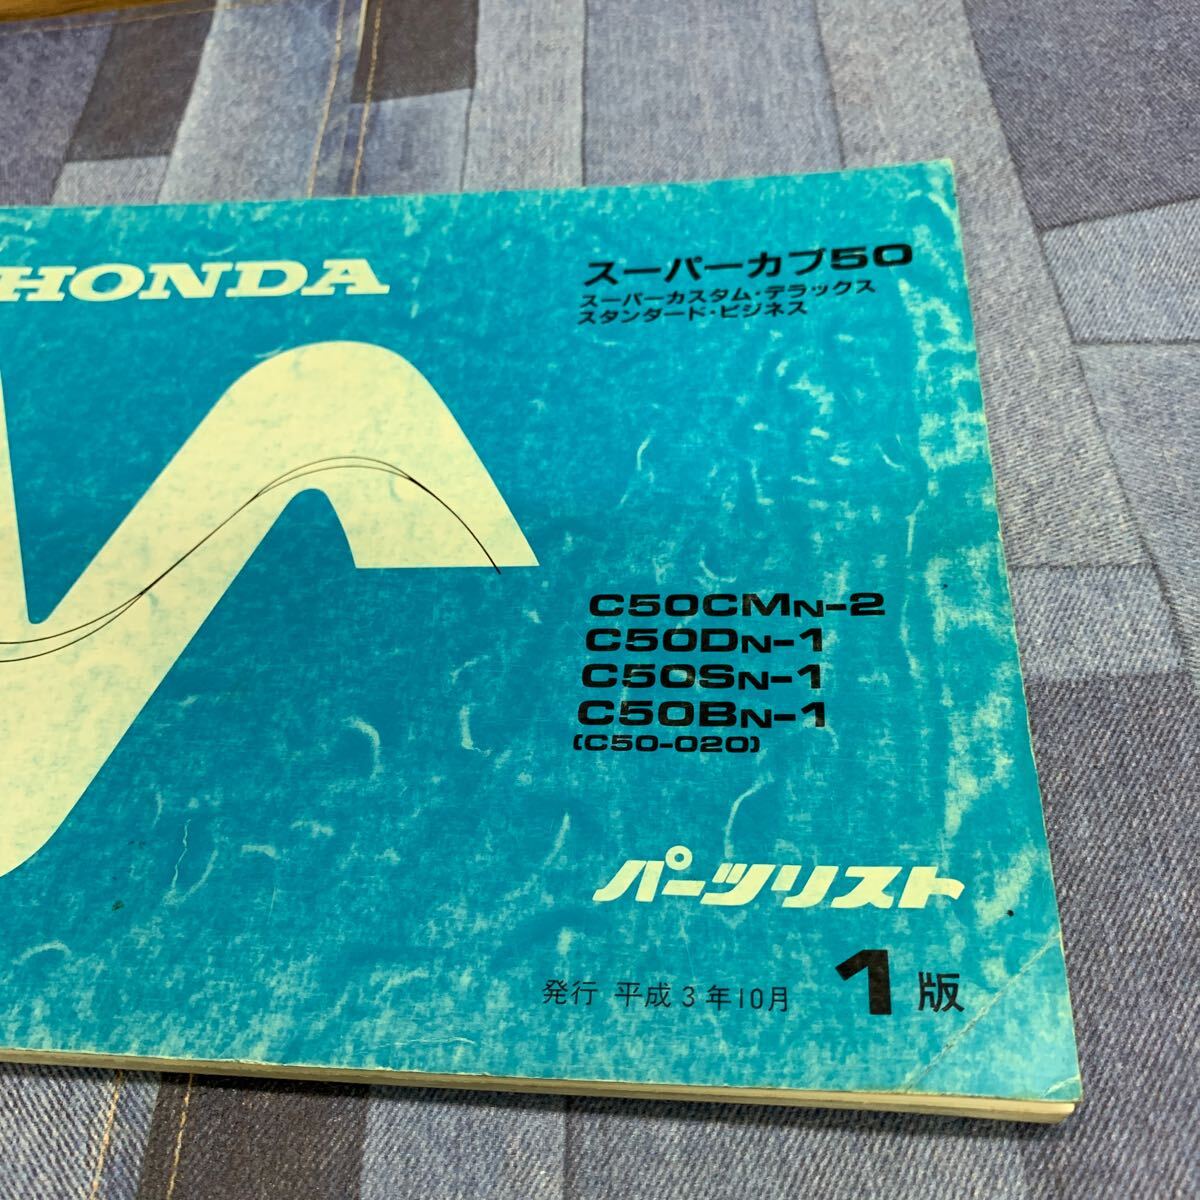 HONDA
スーパーカブ50
スーパーカスタム・デラックス
スタンダード・ビジネス
C50CMN-2
C50DN-1
C50SN-1
C50BN-1
(C50-020)
パーツリスト
発行 平成3年10月 1版